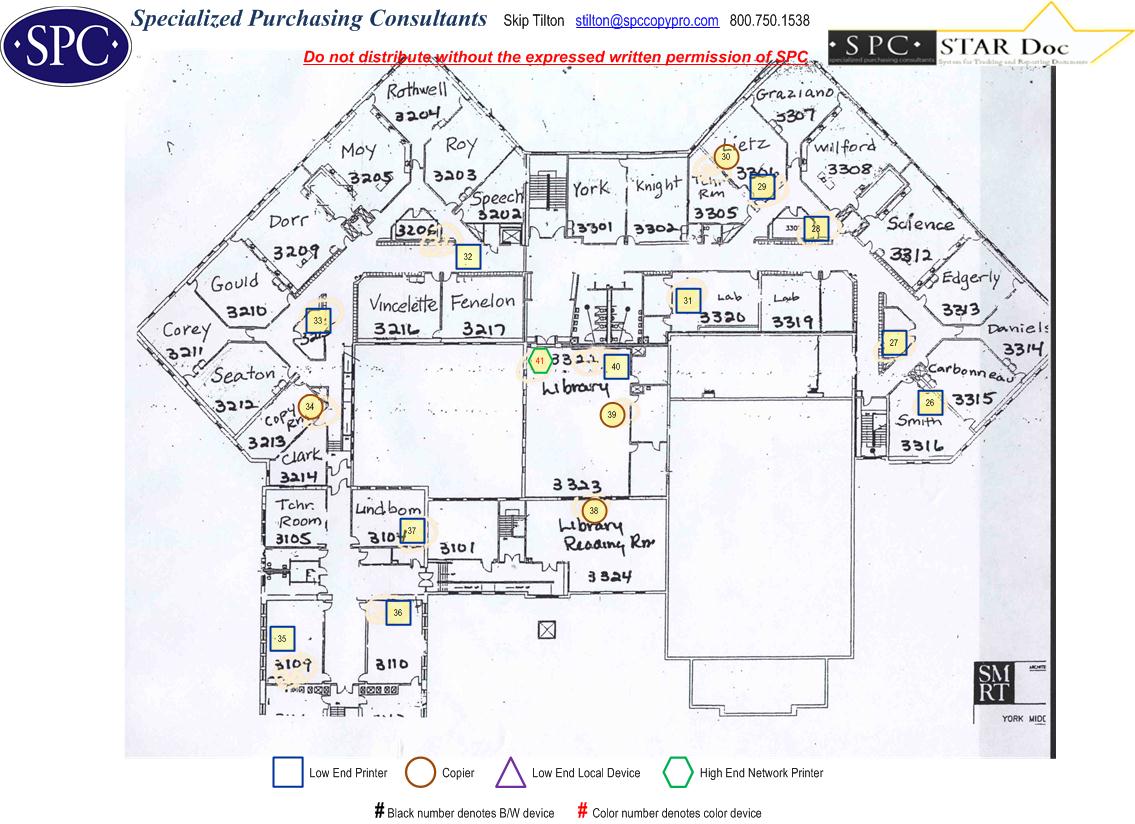 SPC
Specialized Purchasing Consultants Skip Tilton stilton@spccopypro.com 800.750.1538
Do not distribute without the expressed written permission of SPC
• S P C • STAR Doc
specialized purchasing consultants System for Tracking and Reporting Documents
Rothwell
3204
Graziano
3307
Moy
3205
Roy
3203
Lietz
30
Wilford
3308
29
Speech
3202
York
3301
Knight
3302
Rm
3305
Dorr
3209
3206
32
28
Science
3312
Gould
3210
Vincelette
3216
Fenelon
3217
31
Lab
3320
Lab
3319
Edgerly
3313
33
Corey
3211
27
Daniels
3314
Seaton
3212
41
40
Library
39
Carbonneau
3315
26
Smith
3316
34
Copy
Rm
3213
Clark
3214
3323
Tchr.
Room
3105
Lindbom
37
3101
38
Library
Reading Rm
3324
35
3109
36
3110
SM
RT
ARCHITE
YORK MIDD
Low End Printer Copier Low End Local Device High End Network Printer
# Black number denotes B/W device # Color number denotes color device